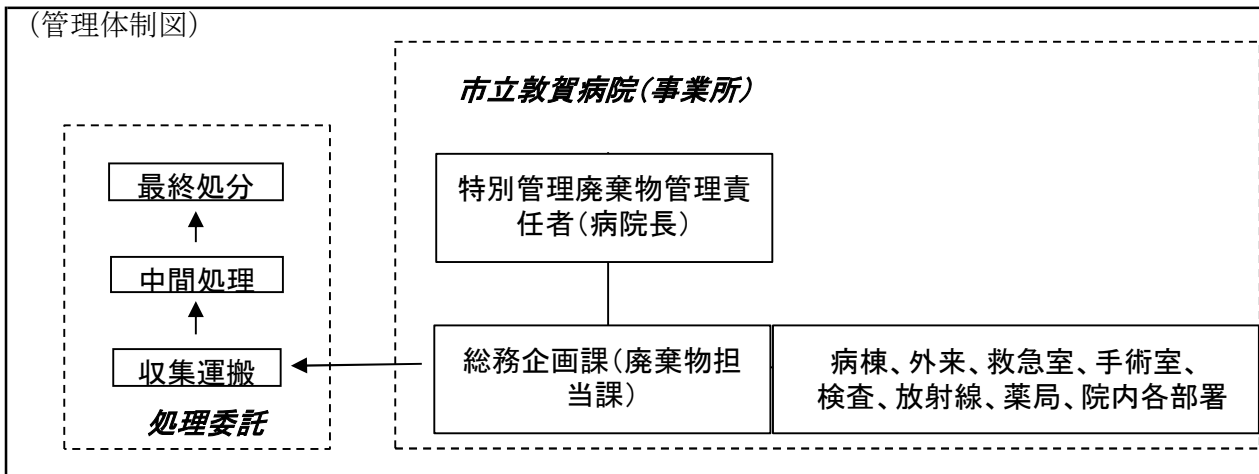 （管理体制図）
市立敦賀病院（事業所）
特別管理廃棄物管理責
任者（病院長）
最終処分
中間処理
収集運搬
処理委託
総務企画課（廃棄物担
当課）
病棟、外来、救急室、手術室、
検査、放射線、薬局、院内各部署